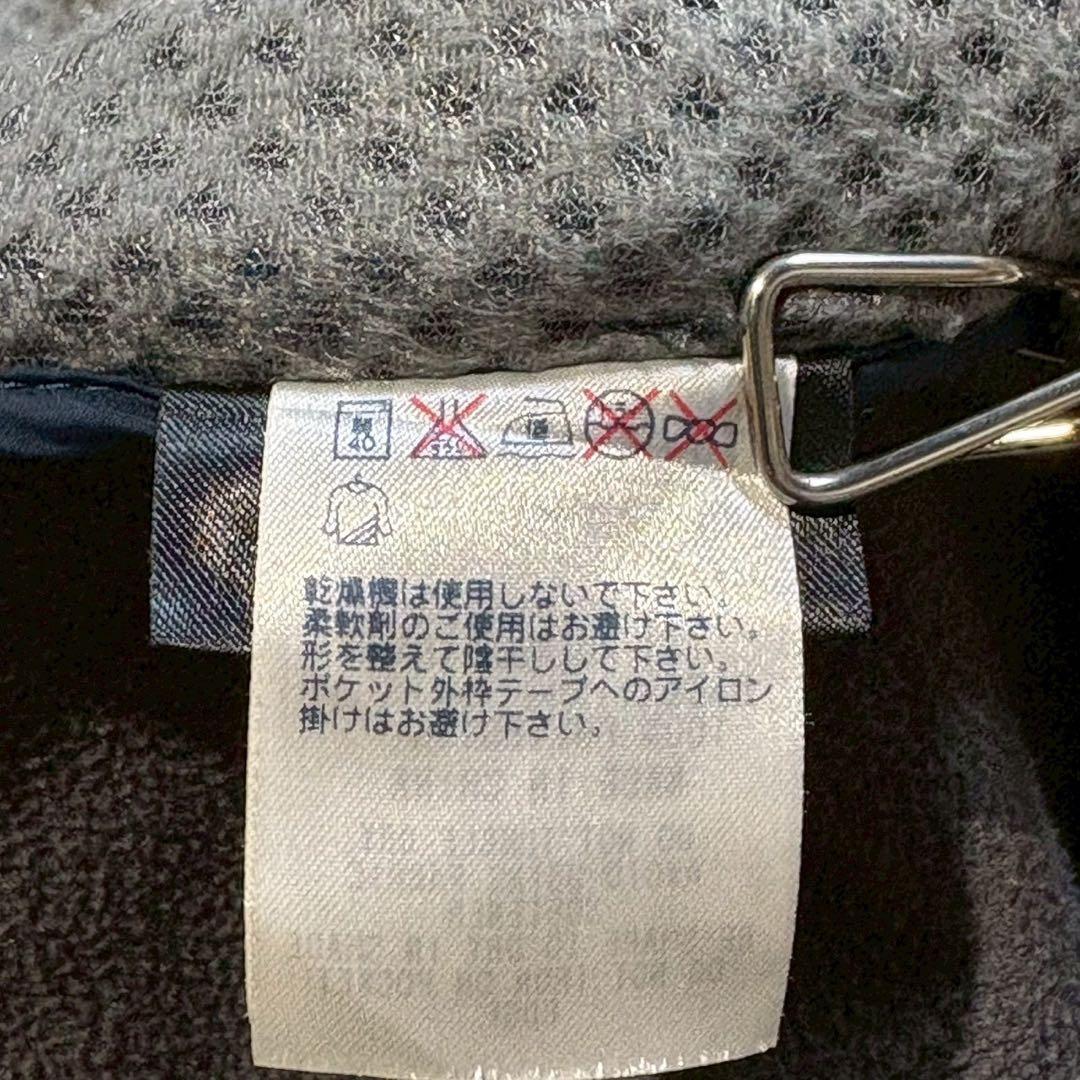 40
低
乾燥機は使用しないで下さい。
柔軟剤のご使用はお避け下さい。
形を整えて陰干しして下さい。
ポケット外枠テープへのアイロン
掛けはお避け下さい。